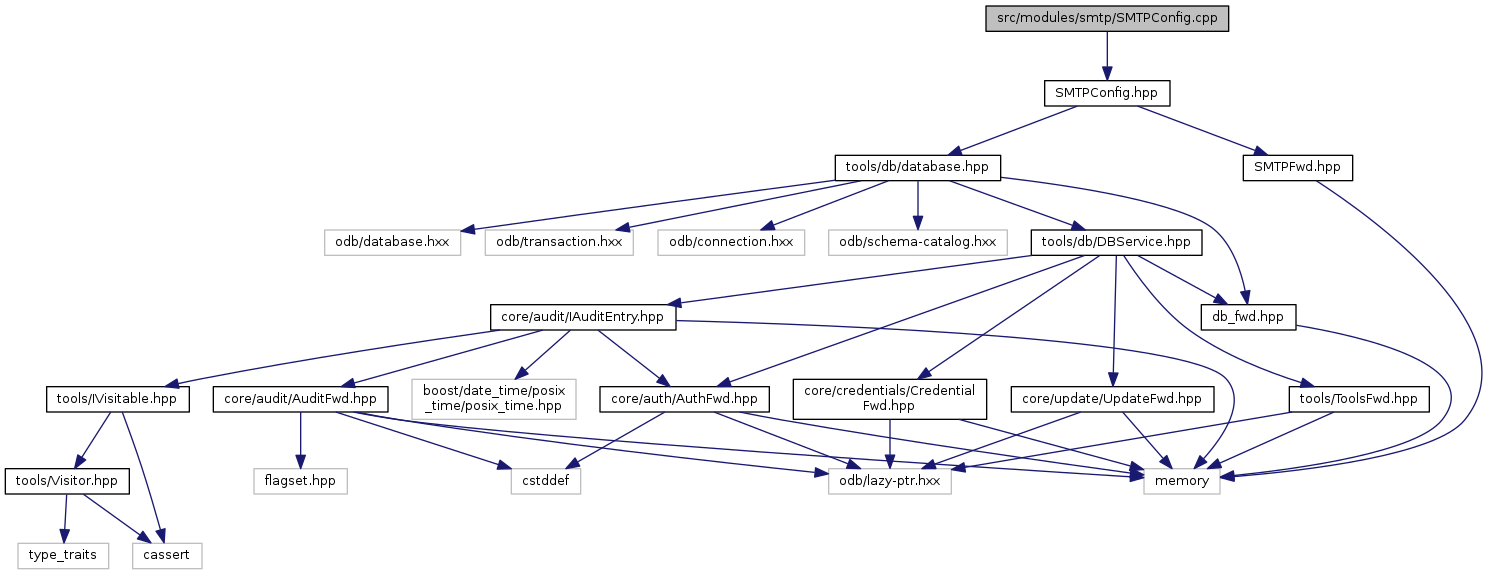 src/modules/smtp/SMTPConfig.cpp
SMTPConfig.hpp
tools/db/database.hpp
SMTPFwd.hpp
odb/database.hxx
odb/transaction.hxx
odb/connection.hxx
odb/schema-catalog.hxx
tools/db/DBService.hpp
core/audit/IAuditEntry.hpp
db_fwd.hpp
tools/IVisitable.hpp
core/audit/AuditFwd.hpp
boost/date_time/posix
_time/posix_time.hpp
core/auth/AuthFwd.hpp
core/credentials/Credential
Fwd.hpp
core/update/UpdateFwd.hpp
tools/ToolsFwd.hpp
tools/Visitor.hpp
flagset.hpp
cstddef
odb/lazy-ptr.hxx
memory
type_traits
cassert